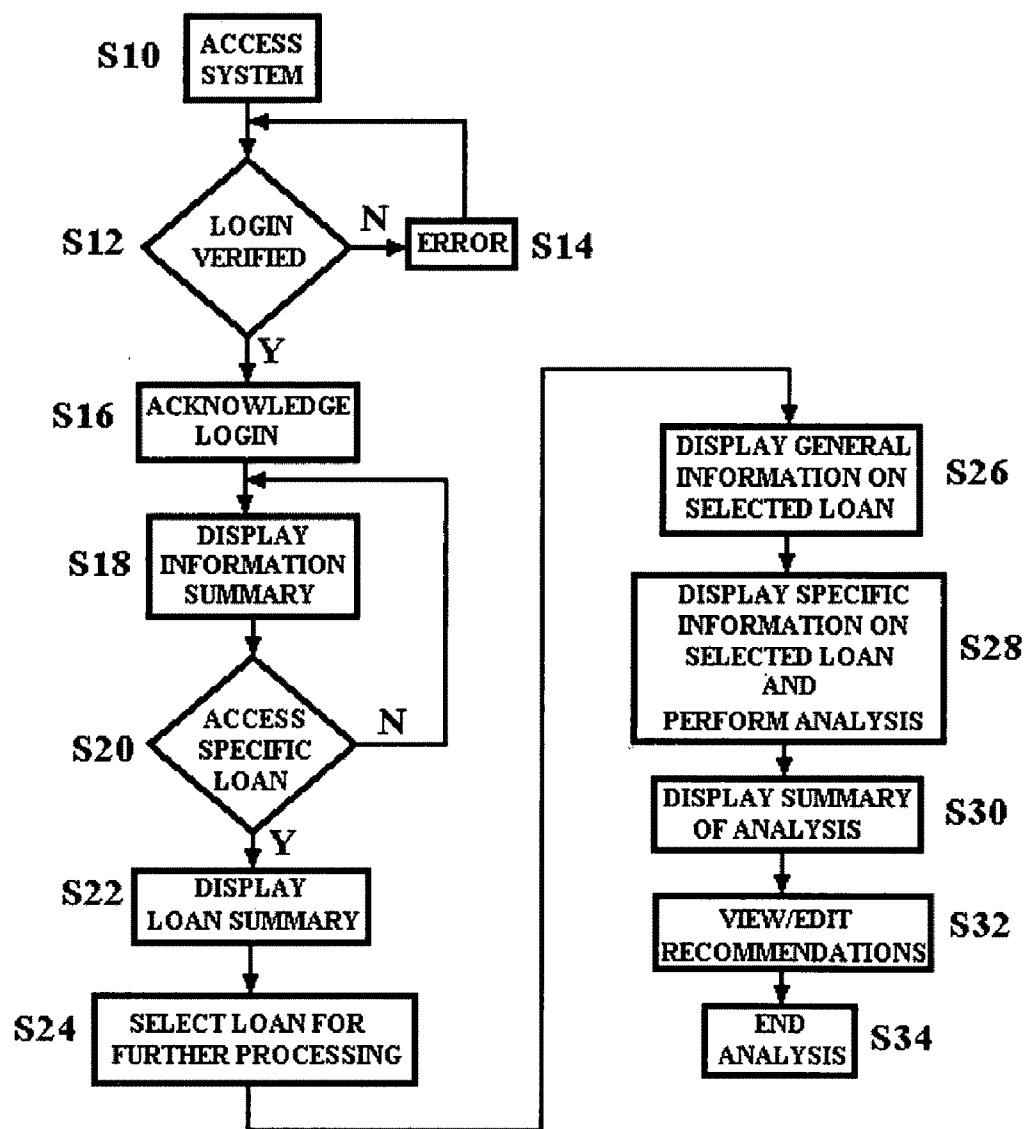 S10
ACCESS
SYSTEM
S12
LOGIN
VERIFIED
N
ERROR
S14
Y
S16
ACKNOWLEDGE
LOGIN
S18
DISPLAY
INFORMATION
SUMMARY
S20
ACCESS
SPECIFIC
LOAN
N
Y
S22
DISPLAY
LOAN SUMMARY
S24
SELECT LOAN FOR
FURTHER PROCESSING
DISPLAY GENERAL
INFORMATION ON
SELECTED LOAN
S26
DISPLAY SPECIFIC
INFORMATION ON
SELECTED LOAN
AND
PERFORM ANALYSIS
S28
DISPLAY SUMMARY
OF ANALYSIS
S30
VIEW/EDIT
RECOMMENDATIONS
S32
END
ANALYSIS
S34